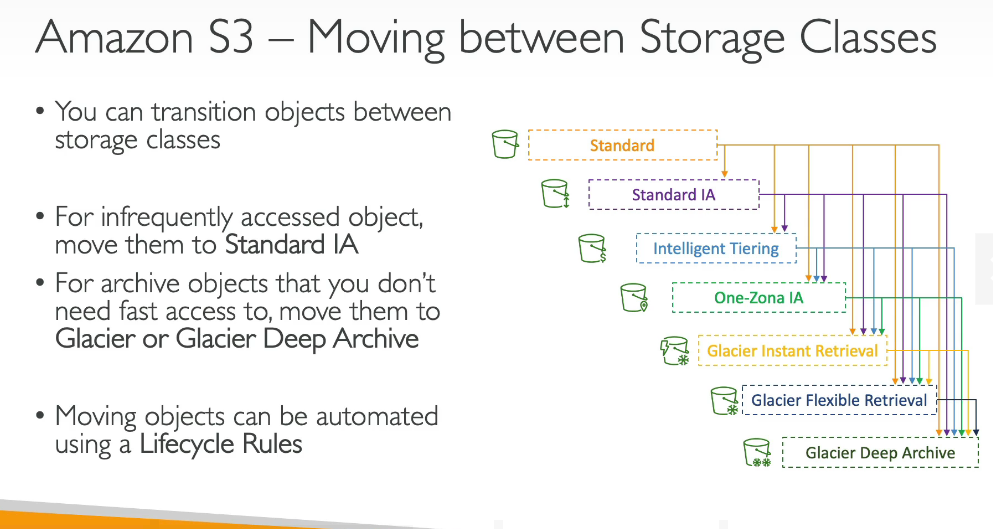 Amazon S3 – Moving between Storage Classes
• You can transition objects between
storage classes
• For infrequently accessed object,
move them to Standard IA
• For archive objects that you don't
need fast access to, move them to
Glacier or Glacier Deep Archive
• Moving objects can be automated
using a Lifecycle Rules
Standard
Standard IA
Intelligent Tiering
One-Zona IA
Glacier Instant Retrieval
Glacier Flexible Retrieval
Glacier Deep Archive